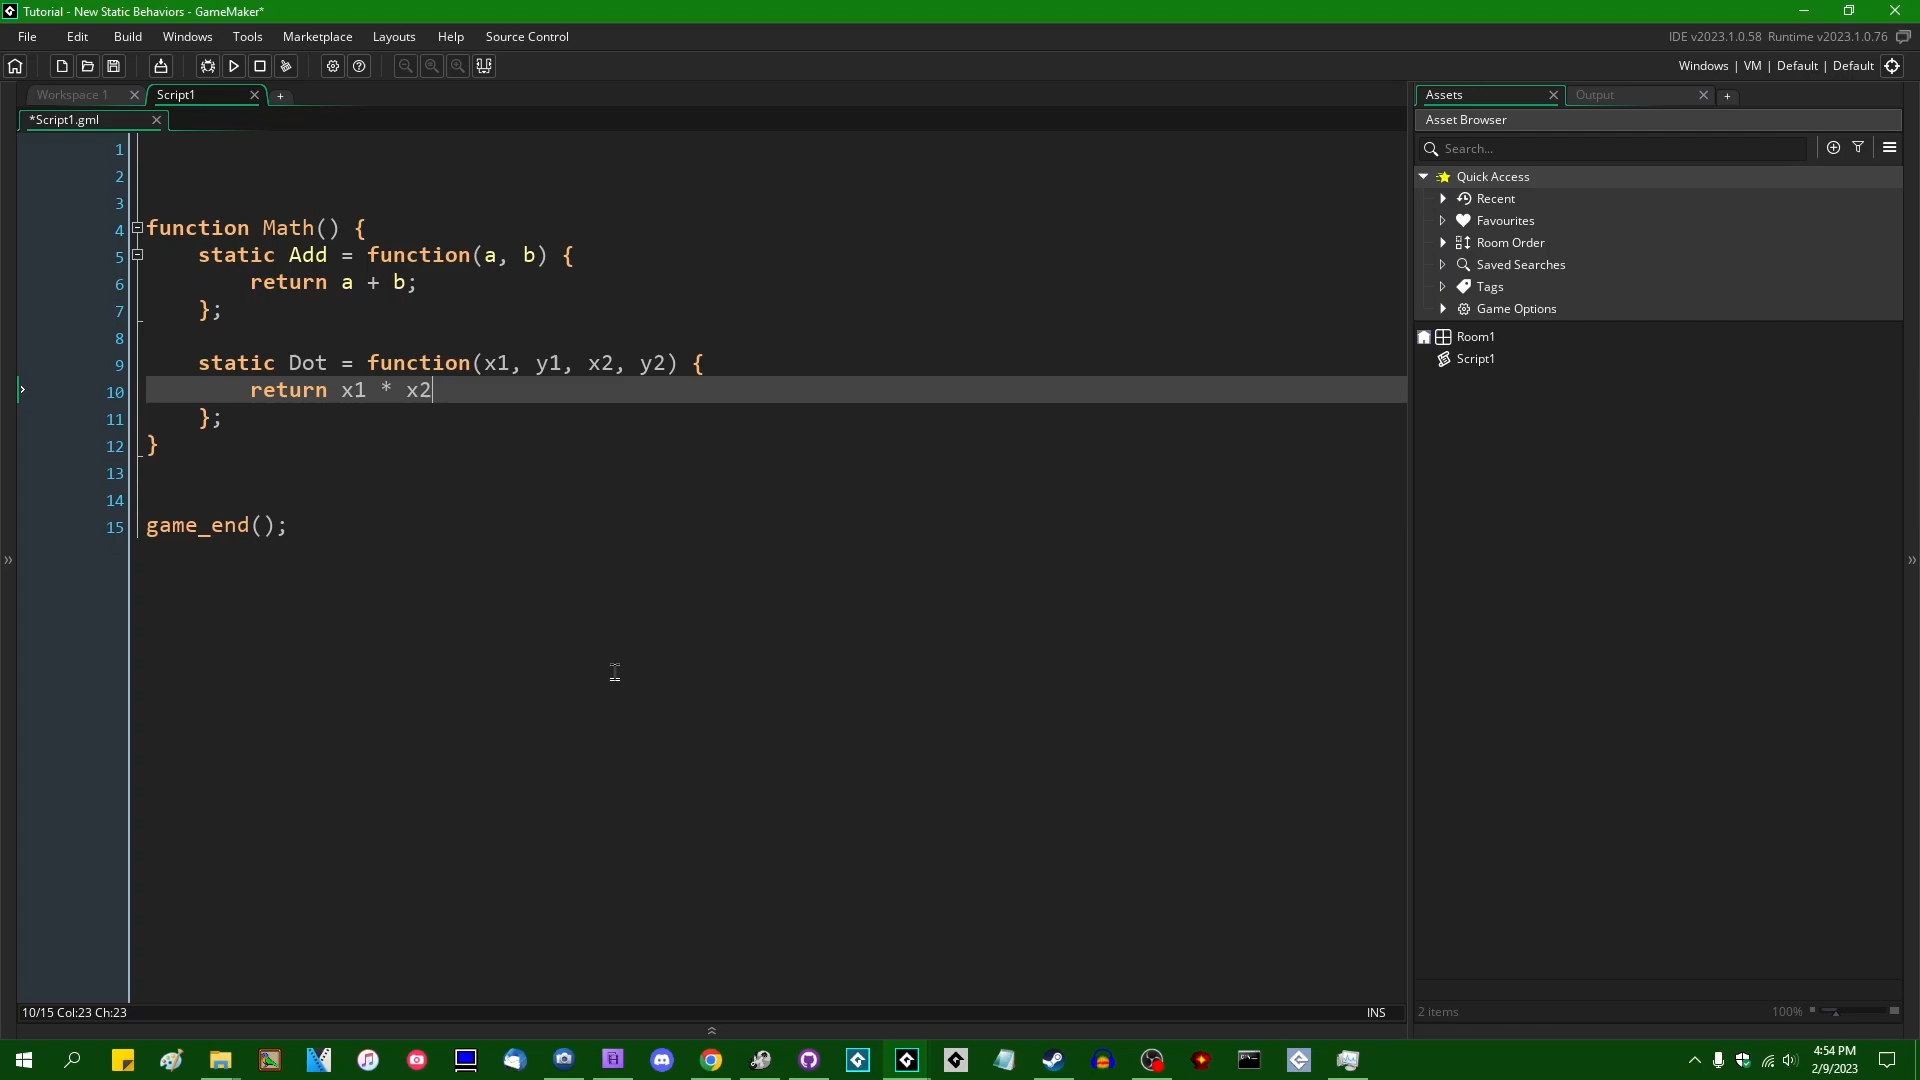 Tutorial - New Static Behaviors - GameMaker*
File Edit Build Windows Tools Marketplace Layouts Help Source Control
IDE v2023.1.0.58 Runtime v2023.1.0.76
Windows | VM | Default | Default
Workspace 1
Script1
+
*Script1.gml
1
2
3
4 function Math() {
5 static Add = function(a, b) {
6 return a + b;
7 };
8
9 static Dot = function(x1, y1, x2, y2) {
10 return x1 * x2
11 };
12 }
13
14
15 game_end();
10/15 Col:23 Ch:23
INS
Assets
Output
+
Asset Browser
Search...
Quick Access
Recent
Favourites
Room Order
Saved Searches
Tags
Game Options
Room1
Script1
2 items
100%
4:54 PM
2/9/2023